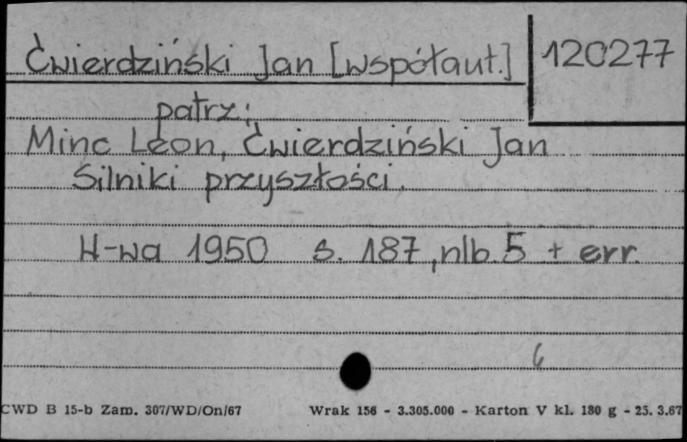 Ćwierdziński Jan [współaut.] 120277
patrz:
Minc Leon, Ćwierdziński Jan
Silniki przyszłości.
W-wa 1950 s. 187, nlb. 5 + err.
6
CWD B 15-b Zam. 307/WD/On/67 Wrak 156 - 3.305.000 - Karton V kl. 180 g - 25. 3.67